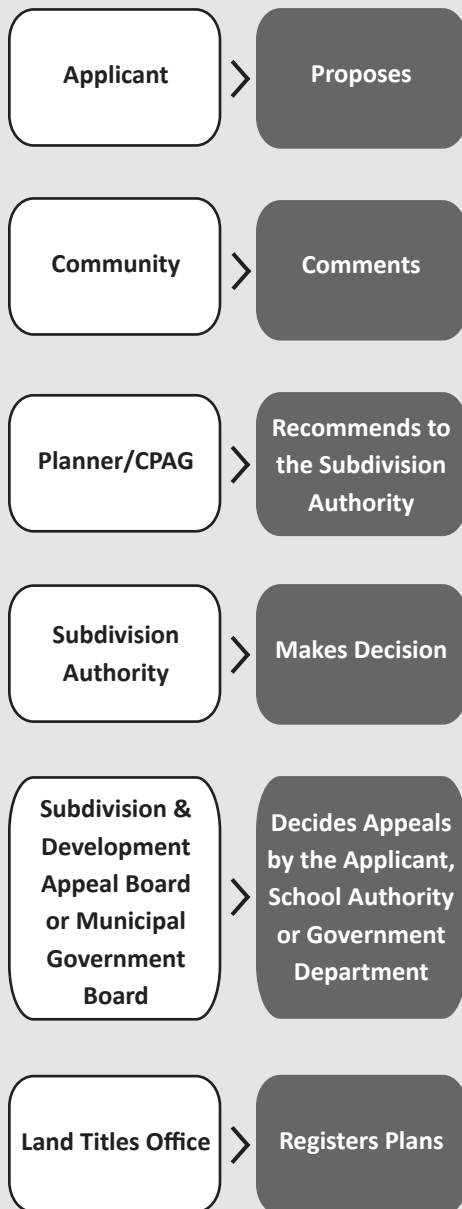 Applicant
Proposes
Community
Comments
Planner/CPAG
Recommends to
the Subdivision
Authority
Subdivision
Authority
Makes Decision
Subdivision &
Development
Appeal Board
or Municipal
Government
Board
Decides Appeals
by the Applicant,
School Authority
or Government
Department
Land Titles Office
Registers Plans